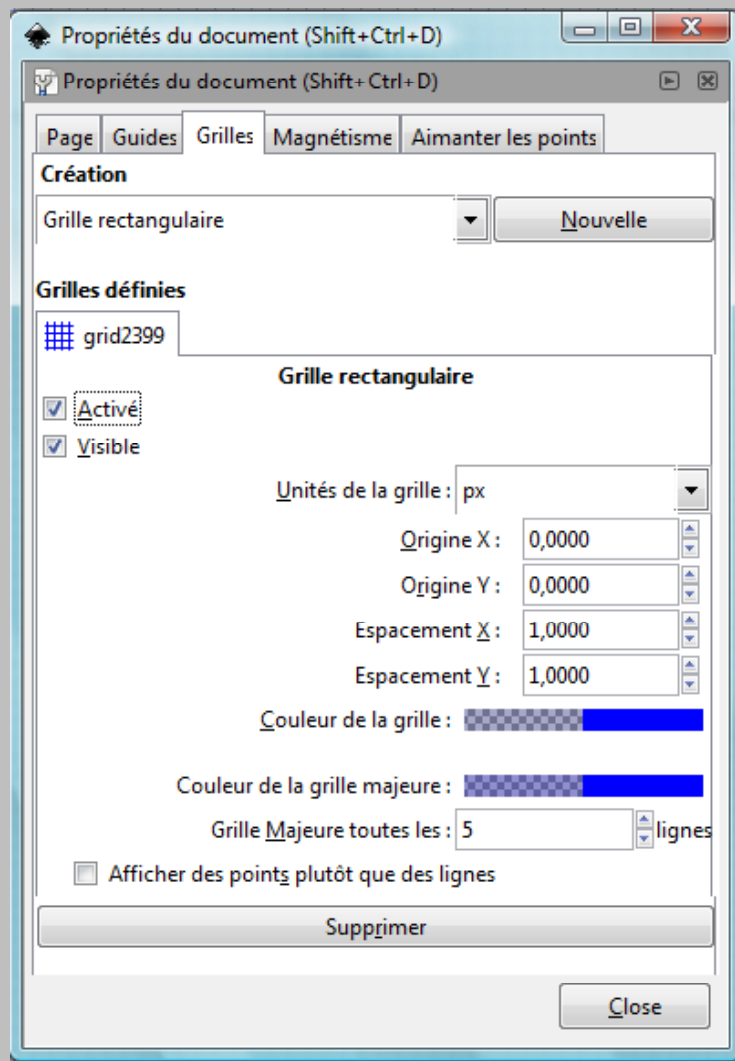 Propriétés du document (Shift+Ctrl+D)
Propriétés du document (Shift+Ctrl+D)
Page Guides Grilles Magnétisme Aimanter les points
Création
Grille rectangulaire Nouvelle
Grilles définies
grid2399
Grille rectangulaire
Activé
Visible
Unités de la grille : px
Origine X : 0,0000
Origine Y : 0,0000
Espacement X : 1,0000
Espacement Y : 1,0000
Couleur de la grille :
Couleur de la grille majeure :
Grille Majeure toutes les : 5 lignes
Afficher des points plutôt que des lignes
Supprimer
Close